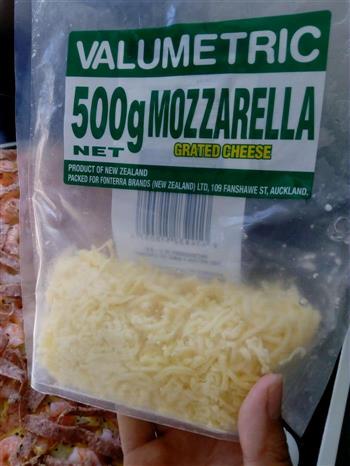 VALUMETRIC
500g MOZZARELLA
NET GRATED CHEESE
PRODUCT OF NEW ZEALAND
PACKED FOR FONTERRA BRANDS (NEW ZEALAND) LTD, 109 FANSHAWE ST, AUCKLAND.